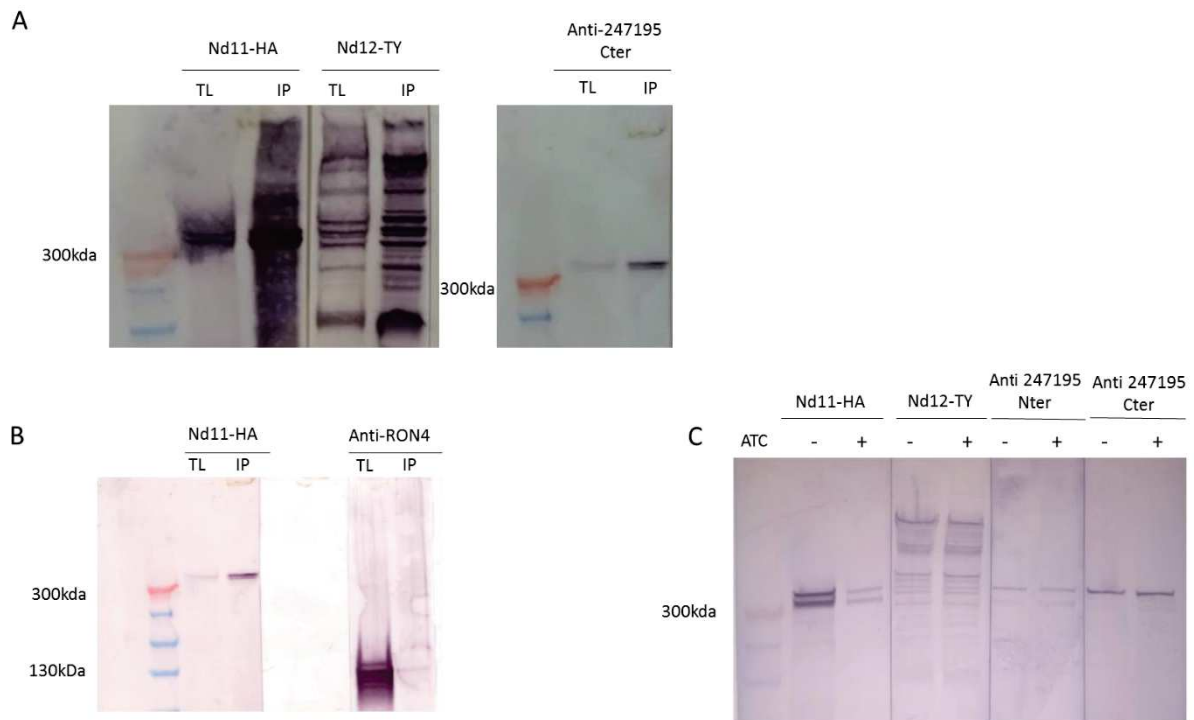 A
Nd11-HA Nd12-TY Anti-247195
Cter
TL IP TL IP TL IP
300kda
300kda
B
Nd11-HA Anti-RON4
TL IP TL IP
300kda
130kDa
C
Nd11-HA Nd12-TY Anti 247195
Nter Anti 247195
Cter
ATC - + - + - + - +
300kda